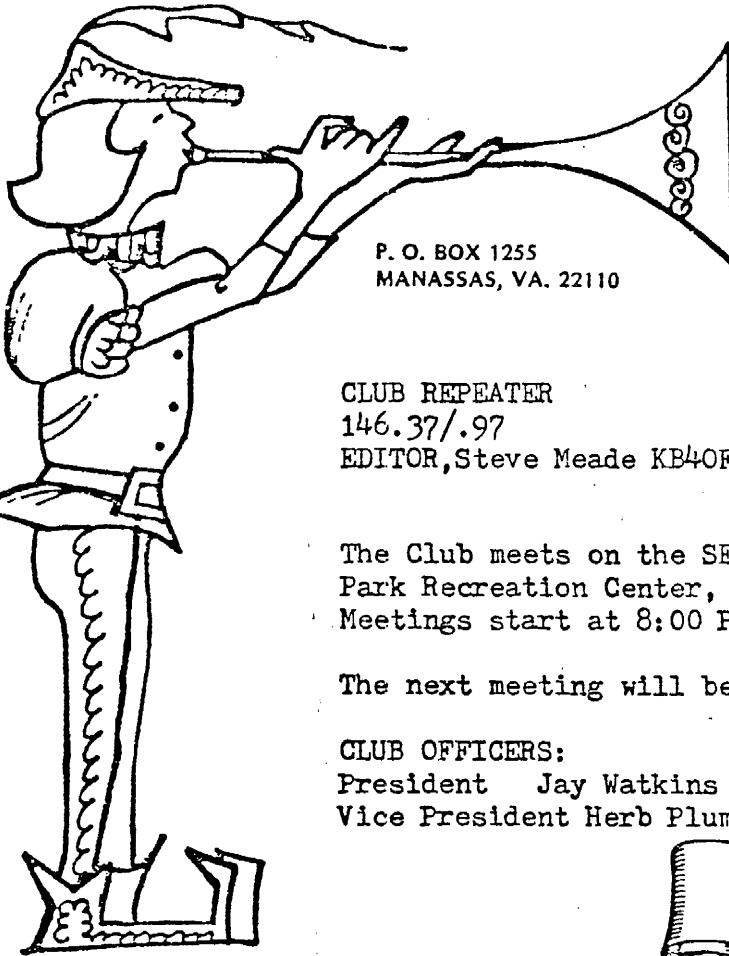 P. O. BOX 1255
MANASSAS, VA. 22110
CLUB REPEATER
146.37/.97
EDITOR,Steve Meade
The Club meets on the
Park Recreation Center,
Meetings start at 8:00
The next meeting will be
CLUB OFFICERS:
President Jay Watkins
Vice President Herb